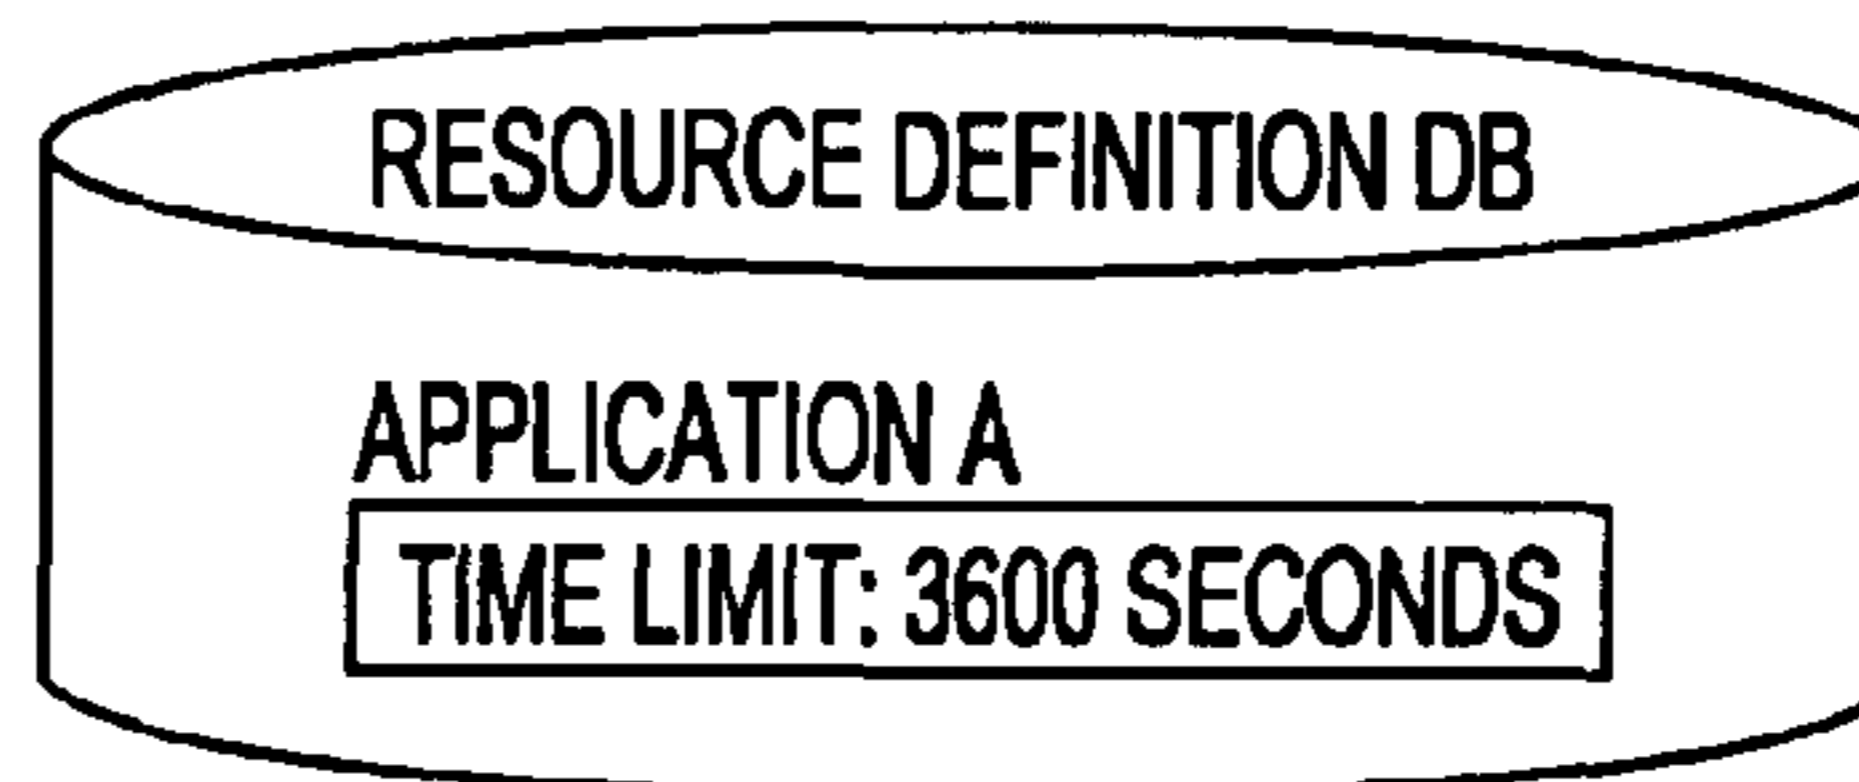 RESOURCE DEFINITION DB
APPLICATION A
TIME LIMIT: 3600 SECONDS